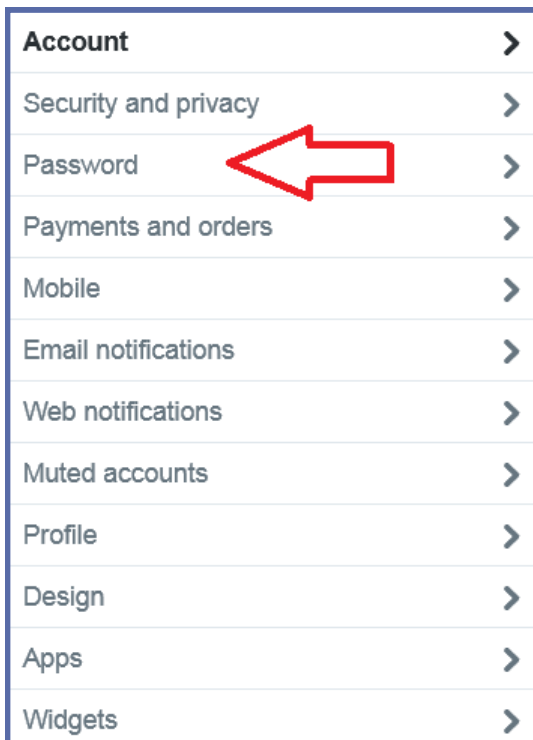 Account
Security and privacy
Password
Payments and orders
Mobile
Email notifications
Web notifications
Muted accounts
Profile
Design
Apps
Widgets